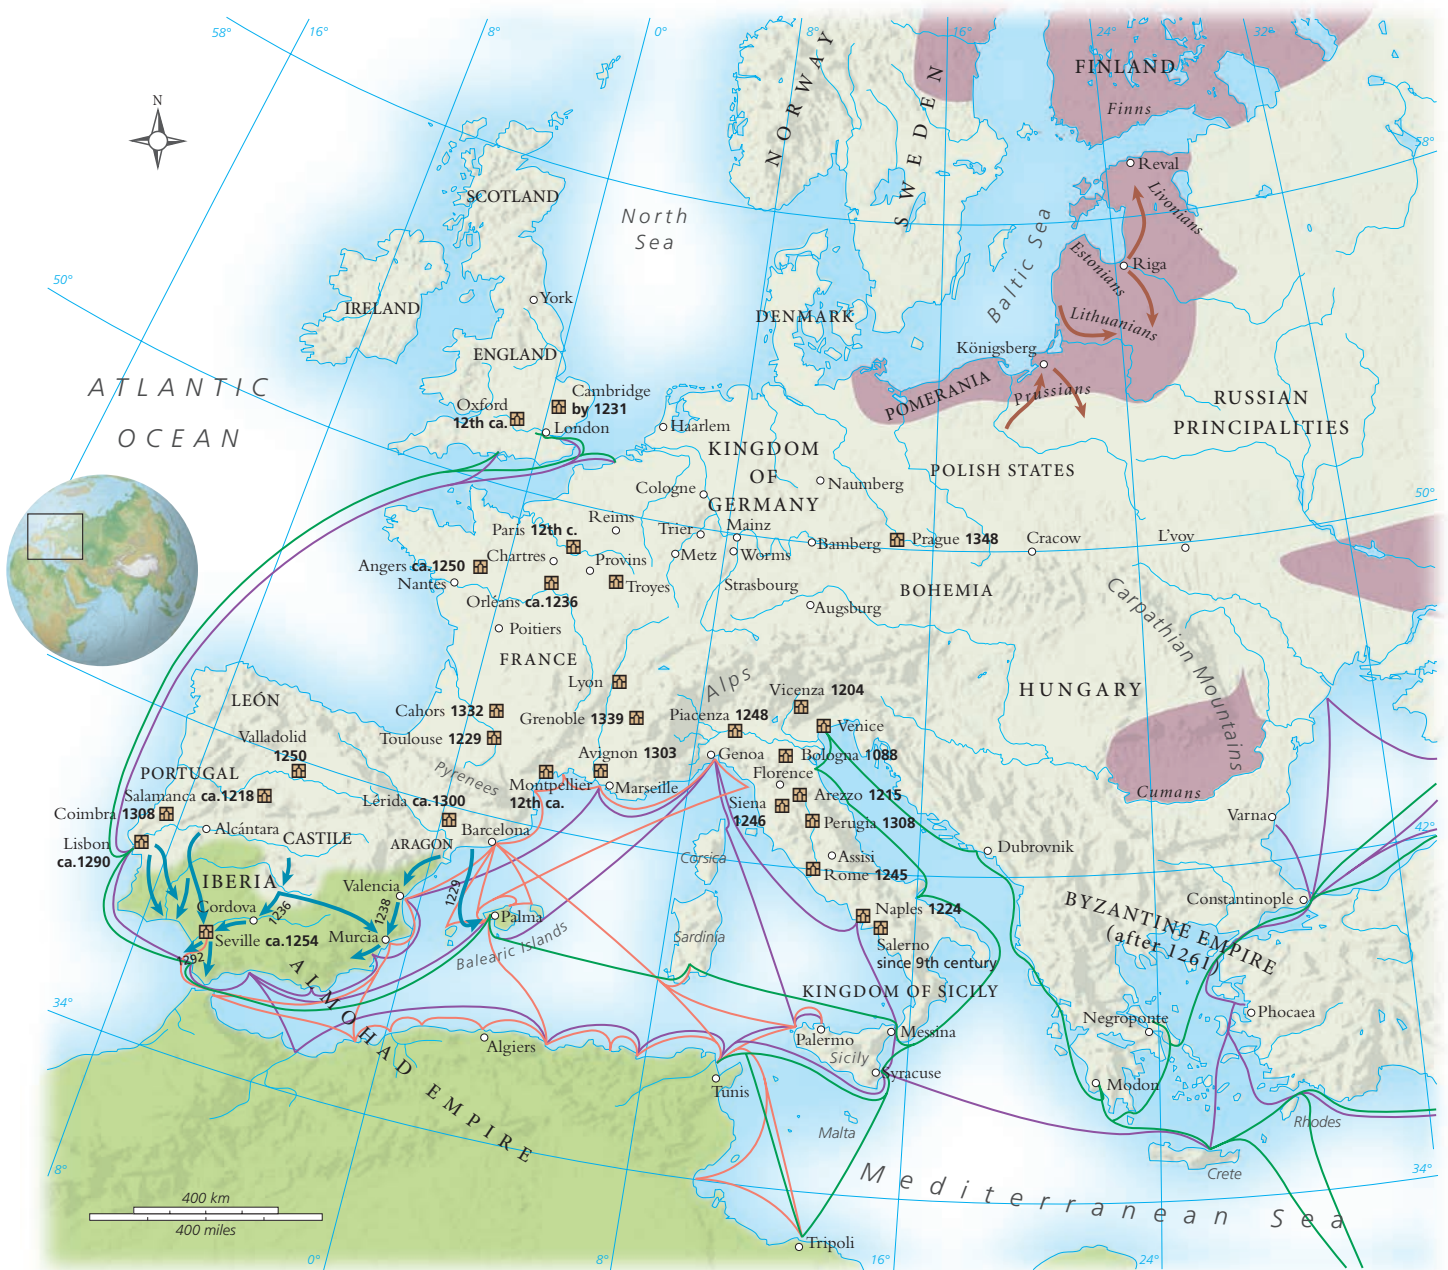 58°
16°
8°
0°
8°
16°
24°
32°
N
NORWAY
SWEDEN
FINLAND
Finns
58°
Reval
Livonians
SCOTLAND
North
Sea
Baltic Sea
Estonians
Riga
50°
IRELAND
York
DENMARK
Lithuanians
ENGLAND
Königsberg
Prussians
POMERANIA
ATLANTIC
OCEAN
Cambridge
by 1231
Oxford
12th ca.
London
Haarlem
RUSSIAN
PRINCIPALITIES
KINGDOM
OF
GERMANY
POLISH STATES
Cologne
Naumberg
50°
Reims
Mainz
Trier
Paris 12th c.
Chartres
Provins
Metz
Worms
Bamberg
Prague 1348
Cracow
L'vov
Angers ca.1250
Nantes
Orléans ca.1236
Troyes
Strasbourg
BOHEMIA
Augsburg
Carpathian Mountains
Poitiers
FRANCE
Lyon
Alps
HUNGARY
Vicenza 1204
LEÓN
Cahors 1332
Grenoble 1339
Piacenza 1248
Venice
Valladolid
1250
Toulouse 1229
Avignon 1303
Genoa
Bologna 1088
PORTUGAL
Pyrenees
Montpellier
12th ca.
Marseille
Florence
Cumans
Salamanca ca.1218
Lérida ca.1300
Siena
1246
Arezzo 1215
Coimbra 1308
Alcántara
CASTILE
ARAGON
Barcelona
Perugia 1308
Varna
42°
Lisbon
ca.1290
Corsica
Assisi
Dubrovnik
IBERIA
Valencia
1229
Rome 1245
Cordova
1236
1238
Palma
Naples 1224
Constantinople
BYZANTINE EMPIRE
(after 1261)
Seville ca.1254
Murcia
Balearic Islands
Sardinia
Salerno
since 9th century
1292
KINGDOM OF SICILY
34°
ALMOHAD EMPIRE
Algiers
Palermo
Sicily
Messina
Negroponte
Phocaea
Syracuse
Tunis
Modon
Malta
Rhodes
8°
Mediterranean Sea
Crete
34°
400 km
400 miles
Tripoli
0°
8°
16°
24°